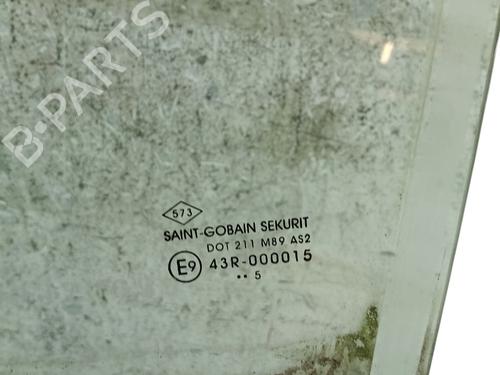 B-PARTS
573
SAINT-GOBAIN SEKURIT
DOT 211 M89 AS2
E9 43R-000015
•• 5